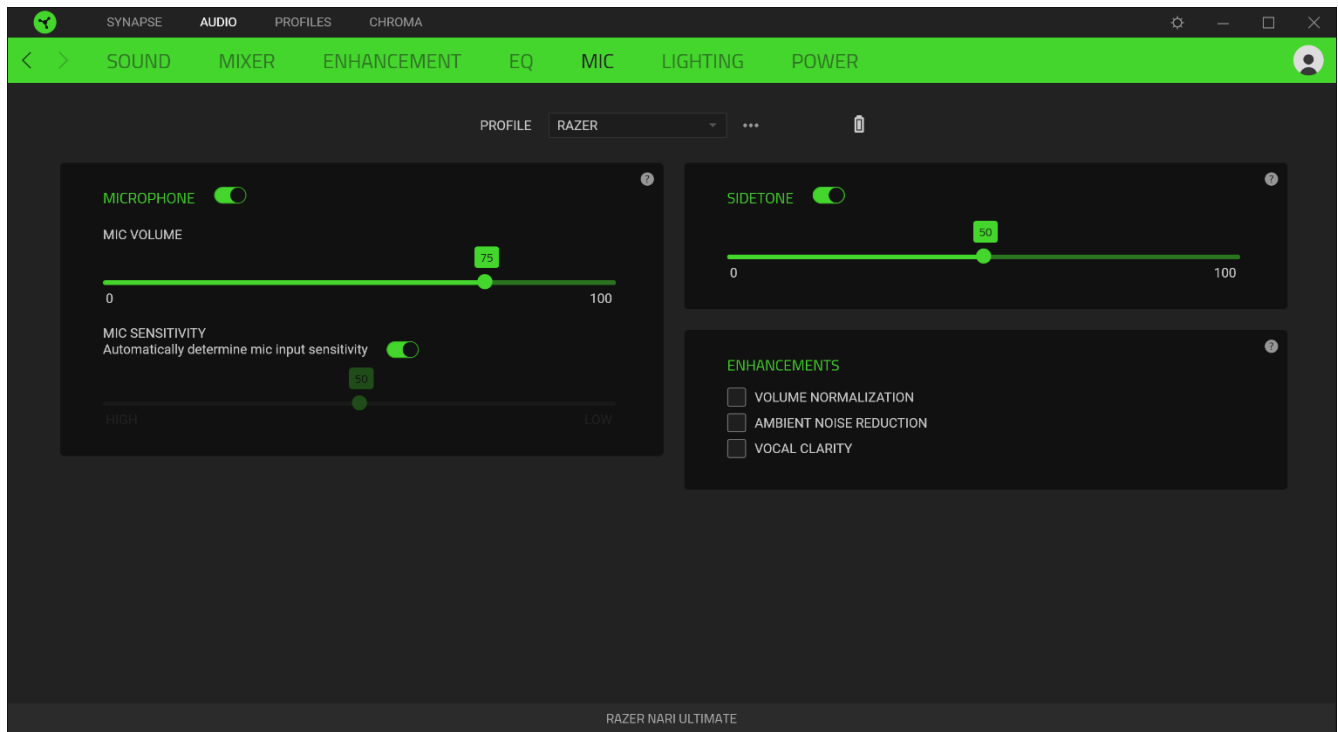 SYNAPSE AUDIO PROFILES CHROMA
SOUND MIXER ENHANCEMENT EQ MIC LIGHTING POWER
PROFILE RAZER
MICROPHONE
MIC VOLUME
75
0 100
MIC SENSITIVITY
Automatically determine mic input sensitivity
50
HIGH LOW
SIDETONE
50
0 100
ENHANCEMENTS
VOLUME NORMALIZATION
AMBIENT NOISE REDUCTION
VOCAL CLARITY
RAZER NARI ULTIMATE